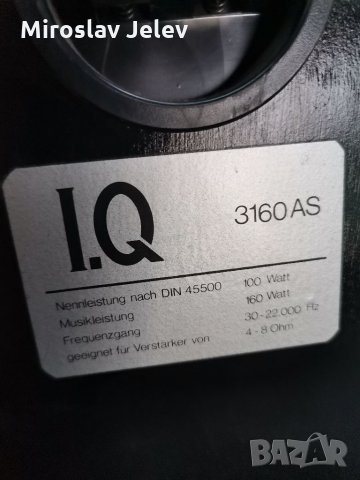 Miroslav Jelev
I.Q
3160 AS
Nennleistung nach DIN 45500 100 Watt
Musikleistung 160 Watt
Frequenzgang 30-22.000 Hz
geeignet für Verstärker von 4-8 Ohm
BAZAR